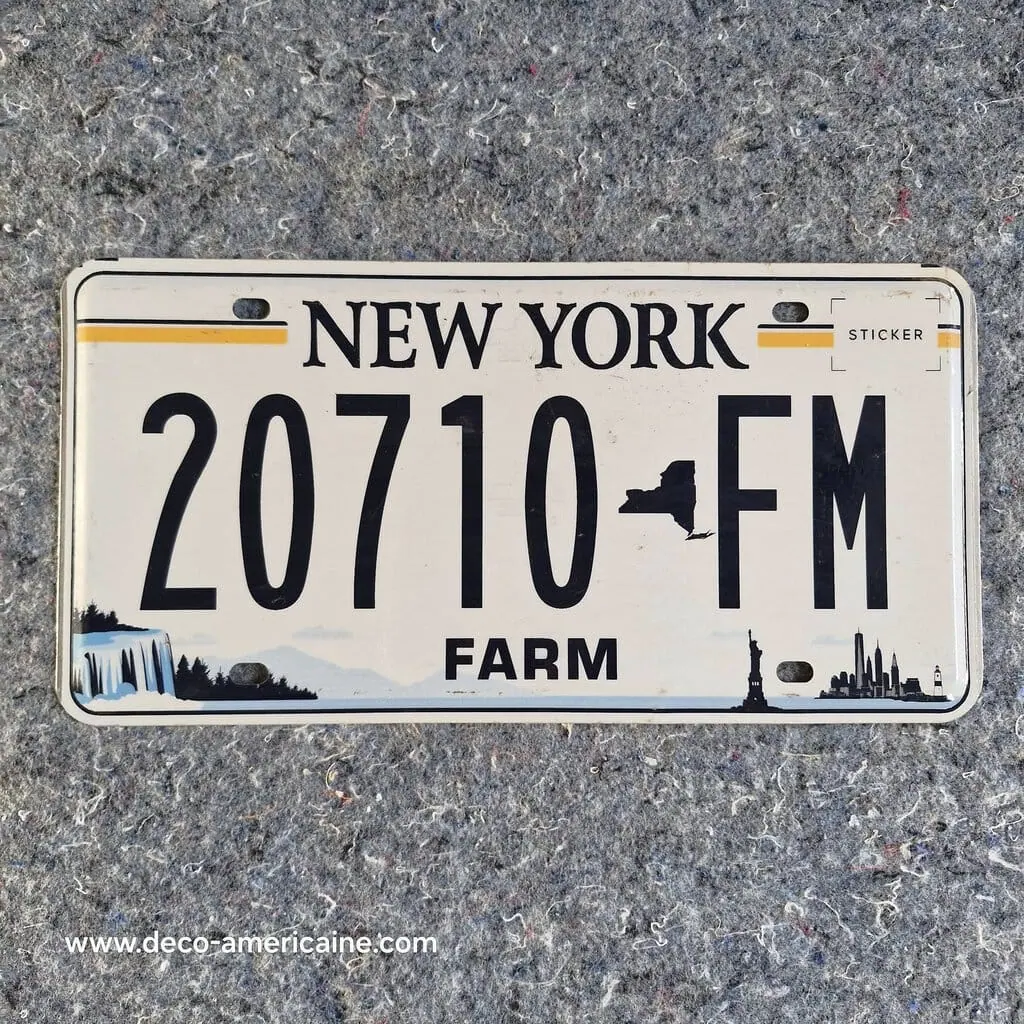 NEW YORK
STICKER
20710 FM
FARM
www.deco-americaine.com